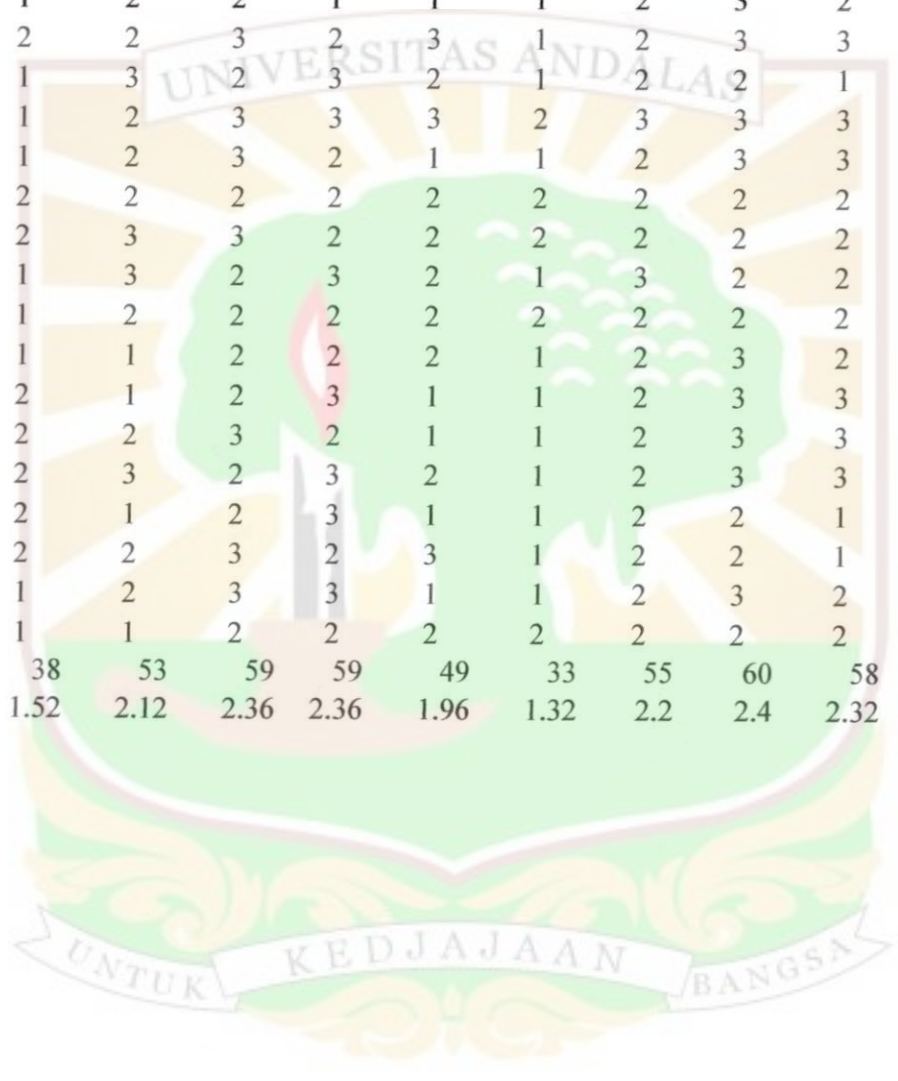 2 2 3 2 3 1 2 3 3
UNIVERSITAS ANDALAS
1 3 2 3 2 1 2 2 1
1 2 3 3 3 2 3 3 3
1 2 3 2 1 1 2 3 3
2 2 2 2 2 2 2 2 2
2 3 3 2 2 2 2 2 2
1 3 2 3 2 1 3 2 2
1 2 2 2 2 2 2 2 2
1 1 2 2 2 1 2 3 2
2 1 2 3 1 1 2 3 3
2 2 3 2 1 1 2 3 3
2 3 2 3 2 1 2 3 3
2 1 2 3 1 1 2 2 1
2 2 3 2 3 1 2 2 1
1 2 3 3 1 1 2 3 2
1 1 2 2 2 2 2 2 2
38 53 59 59 49 33 55 60 58
1.52 2.12 2.36 2.36 1.96 1.32 2.2 2.4 2.32
UNTUK KEDJAJAAN BANGSA